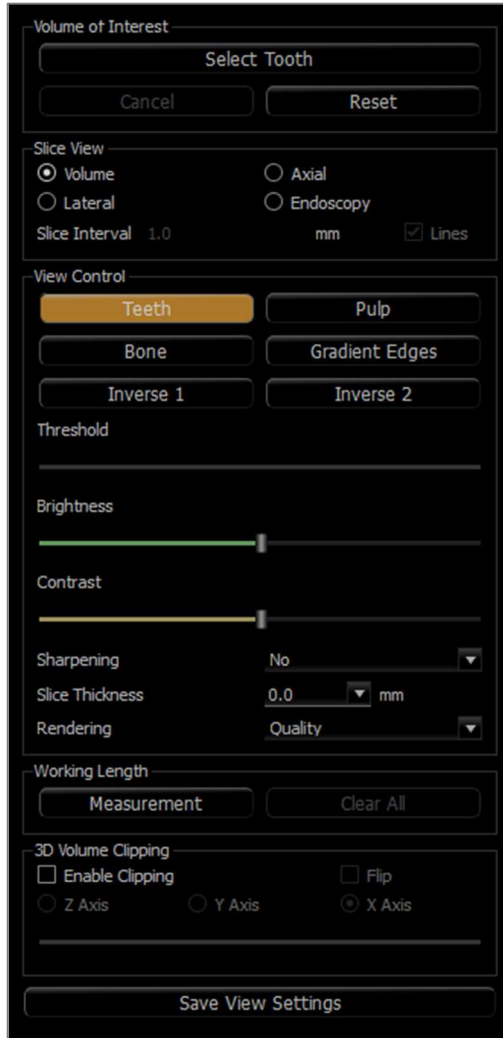 Volume of Interest
Select Tooth
Cancel Reset
Slice View
Volume Axial
Lateral Endoscopy
Slice Interval 1.0 mm Lines
View Control
Teeth Pulp
Bone Gradient Edges
Inverse 1 Inverse 2
Threshold
Brightness
Contrast
Sharpening No
Slice Thickness 0.0 mm
Rendering Quality
Working Length
Measurement Clear All
3D Volume Clipping
Enable Clipping Flip
Z Axis Y Axis X Axis
Save View Settings